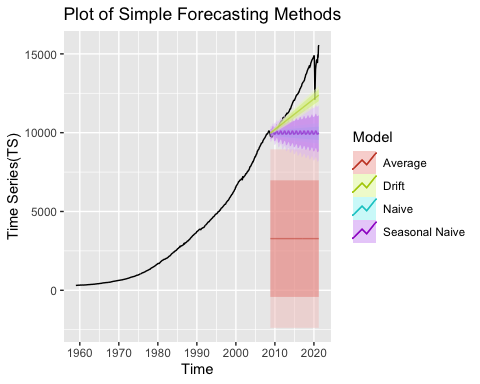 Plot of Simple Forecasting Methods
Time Series(TS)
15000
10000
5000
0
1960 1970 1980 1990 2000 2010 2020
Time
Model
Average
Drift
Naive
Seasonal Naive